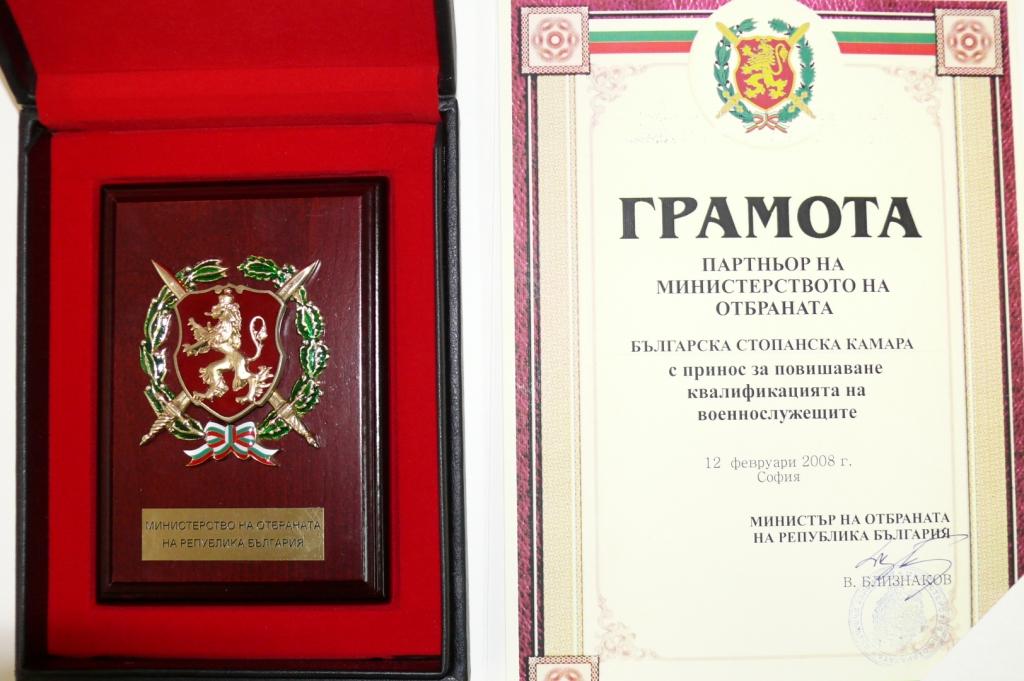 МИНИСТЕРСТВО НА ОТБРАНАТА
НА РЕПУБЛИКА БЪЛГАРИЯ
ГРАМОТА
ПАРТНЬОР НА
МИНИСТЕРСТВОТО НА
ОТБРАНАТА
БЪЛГАРСКА СТОПАНСКА КАМАРА
с принос за повишаване
квалификацията на
военнослужещите
12 февруари 2008 г.
София
МИНИСТЪР НА ОТБРАНАТА
НА РЕПУБЛИКА БЪЛГАРИЯ
В. БЛИЗНАКОВ